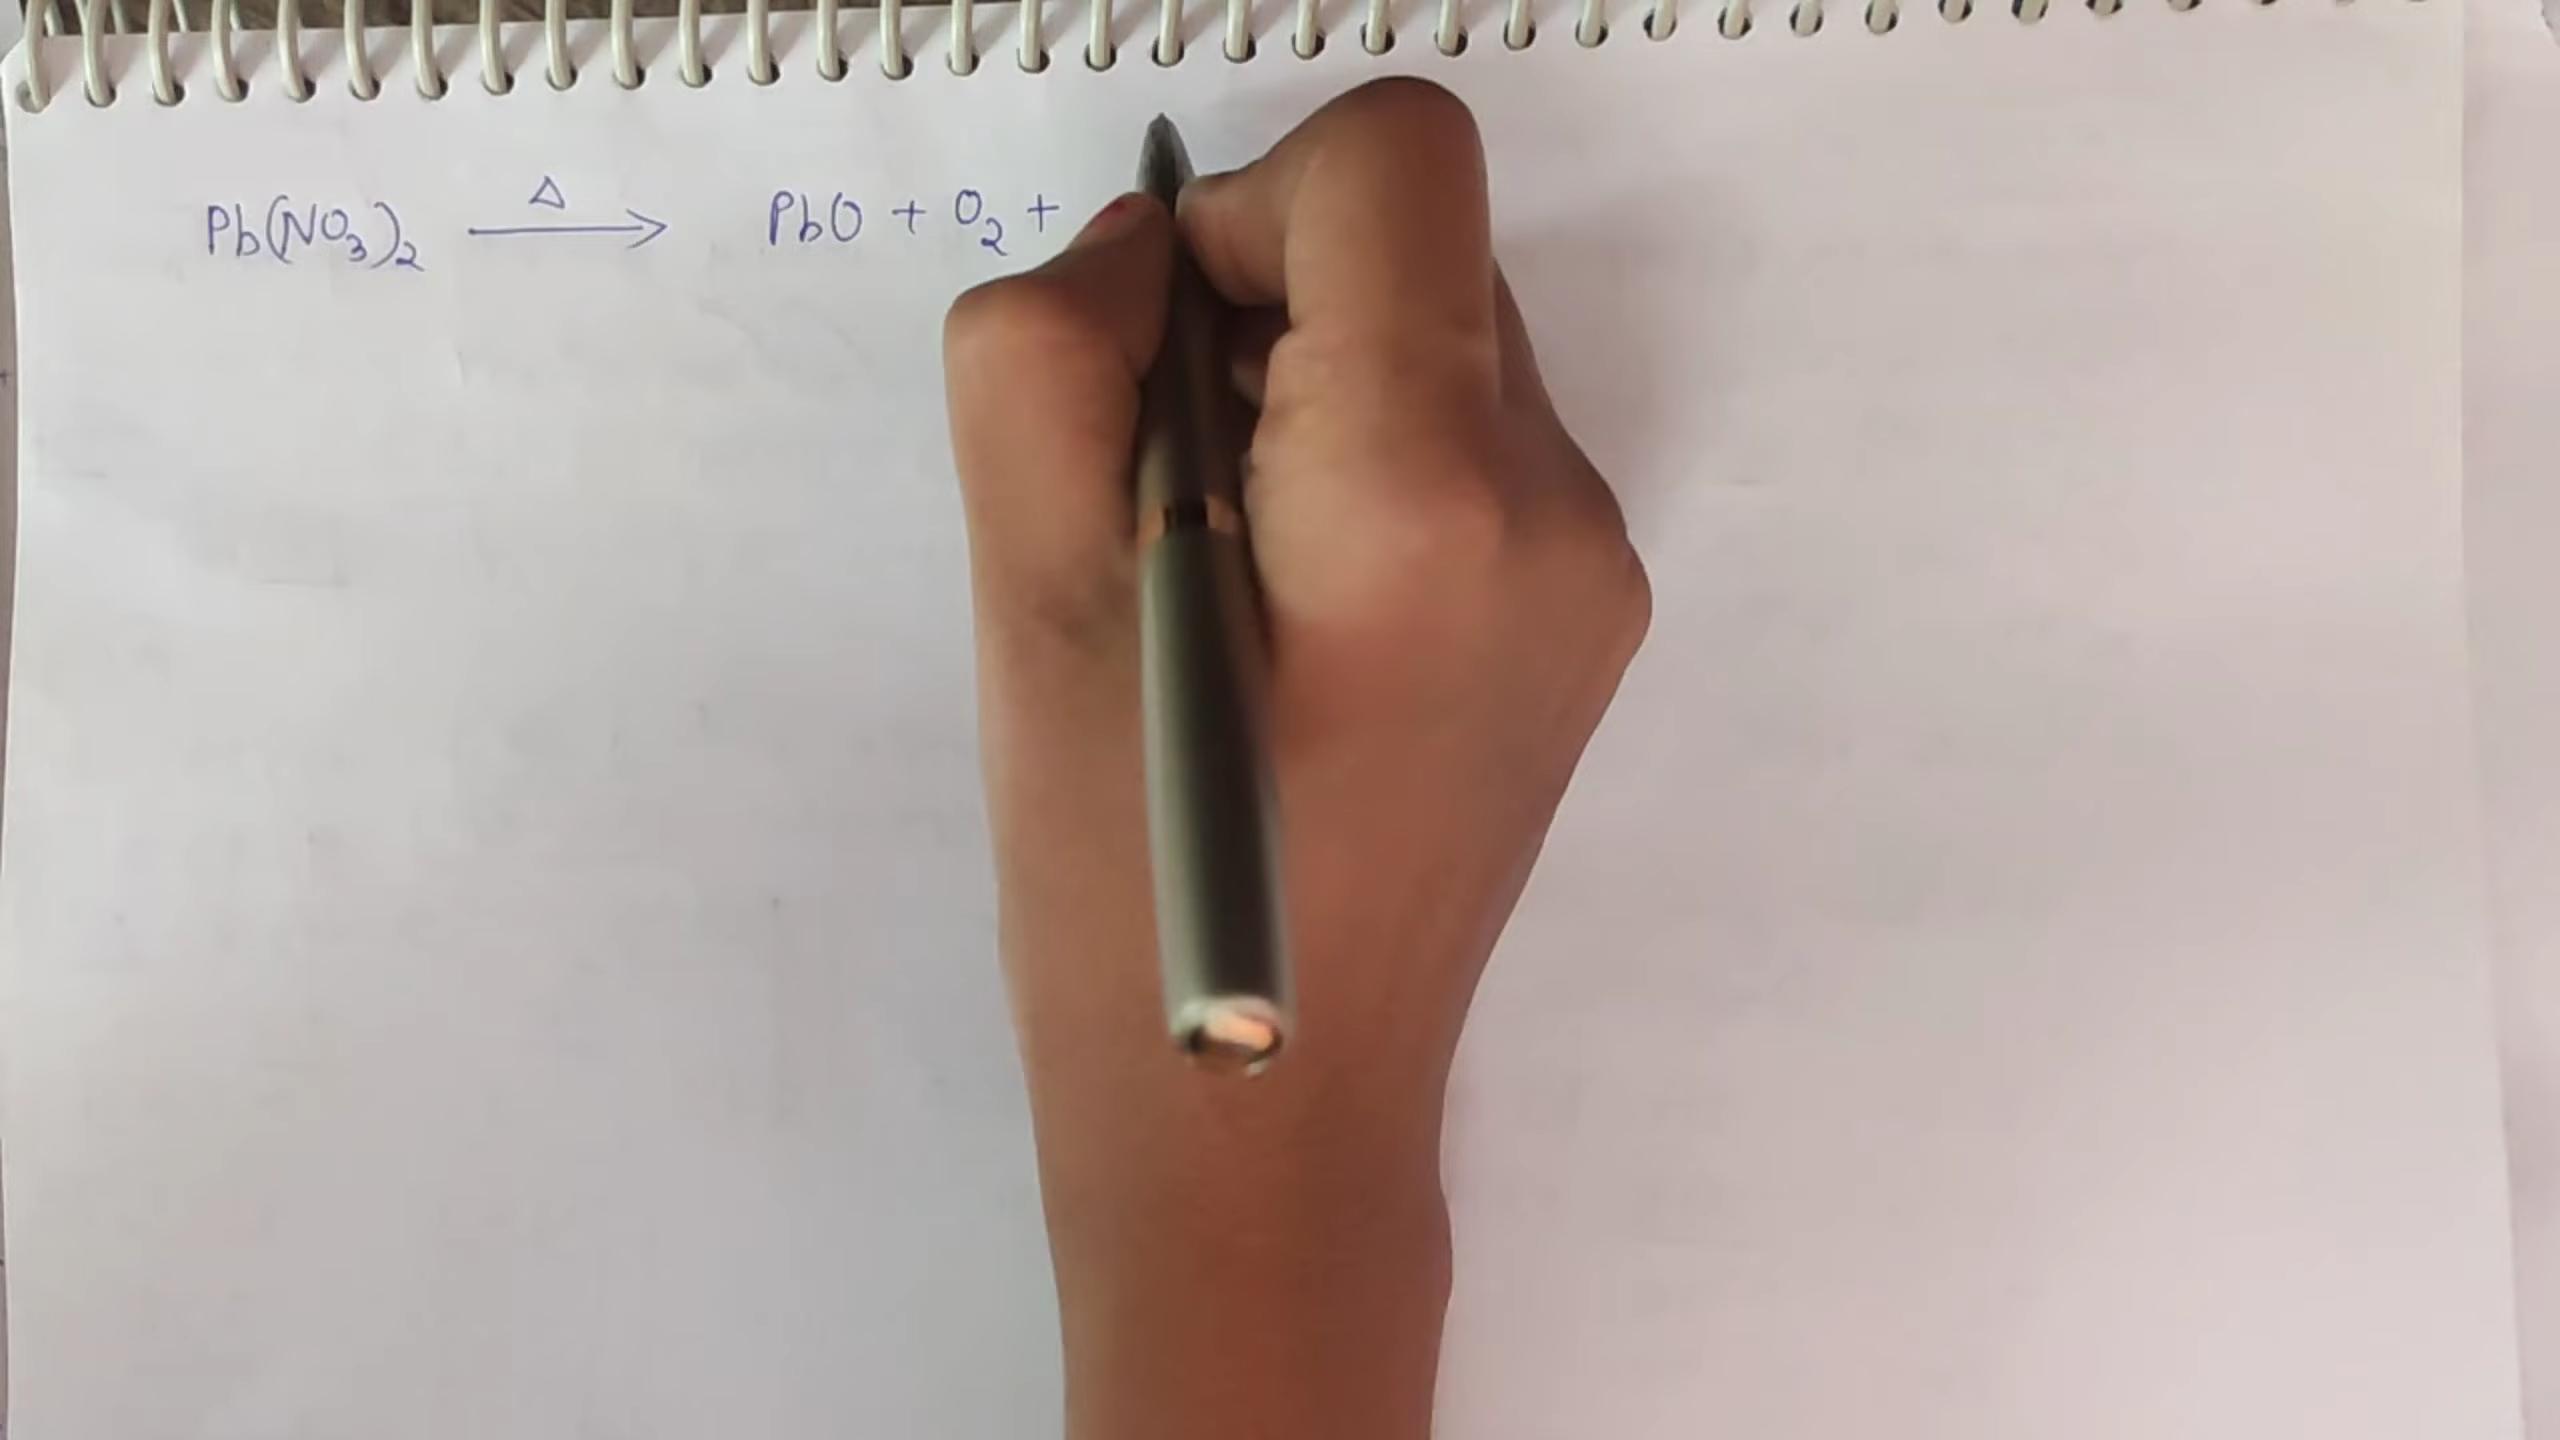 Pb(NO₃)₂ —Δ→ PbO + O₂ +